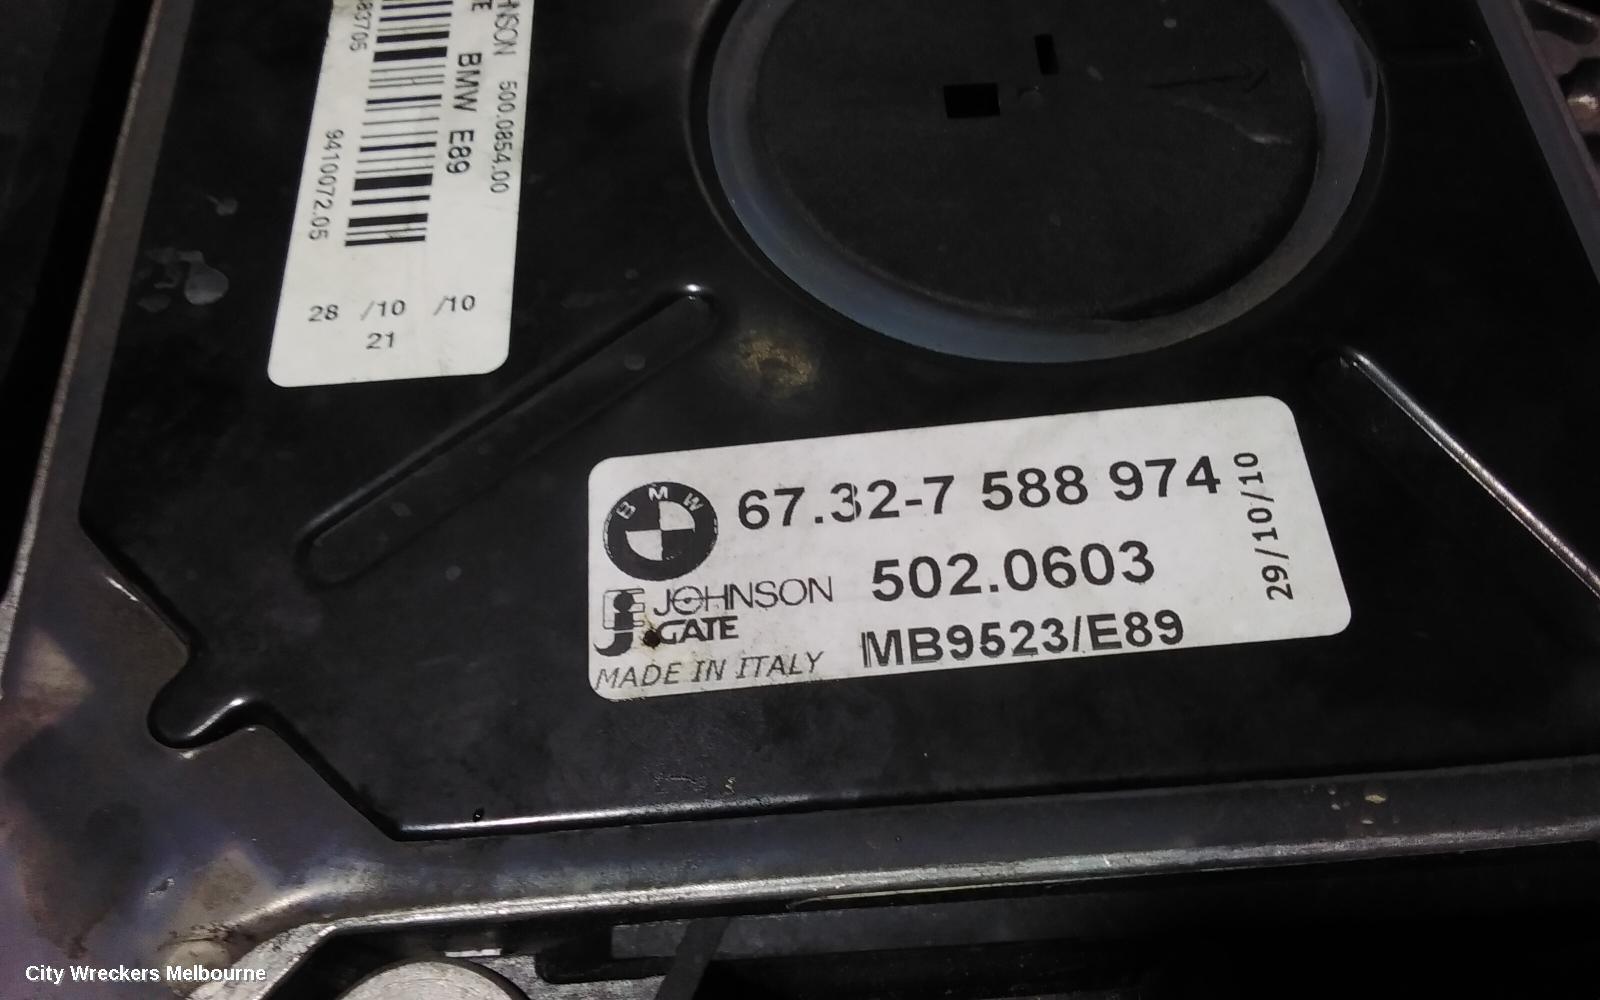 JOHNSON 500.0854.00
BMW E89
9410072.05
28 /10 /10
21
BMW
67.32-7 588 974
JOHNSON
GATE
502.0603
MADE IN ITALY
MB9523/E89
29/10/10
City Wreckers Melbourne